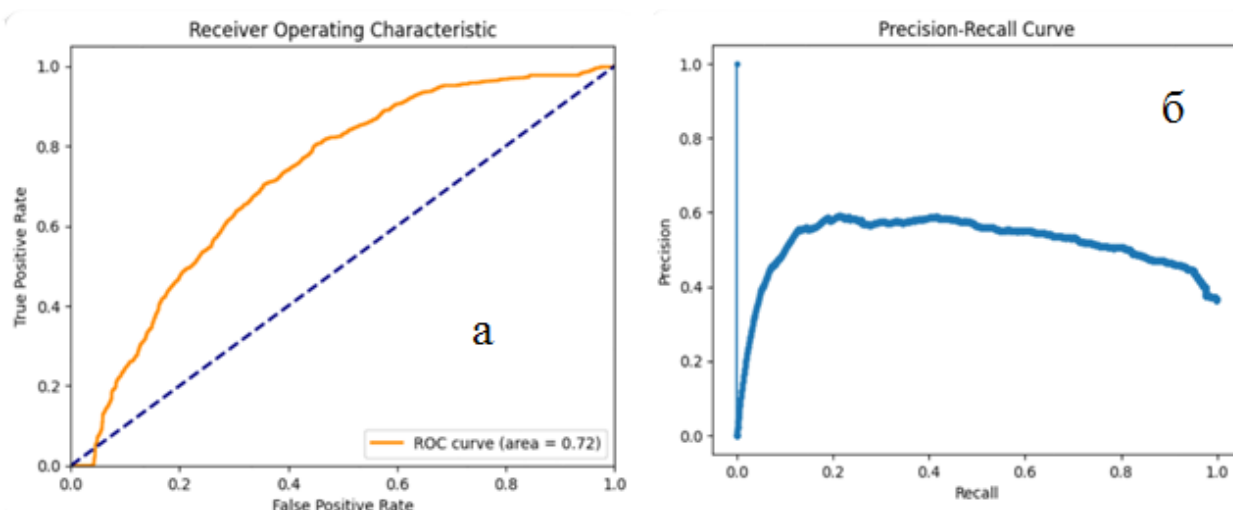 Receiver Operating Characteristic
1.0
0.8
0.6
0.4
0.2
0.0
True Positive Rate
0.0 0.2 0.4 0.6 0.8 1.0
False Positive Rate
ROC curve (area = 0.72)
а
Precision-Recall Curve
1.0
0.8
0.6
0.4
0.2
0.0
Precision
0.0 0.2 0.4 0.6 0.8 1.0
Recall
б